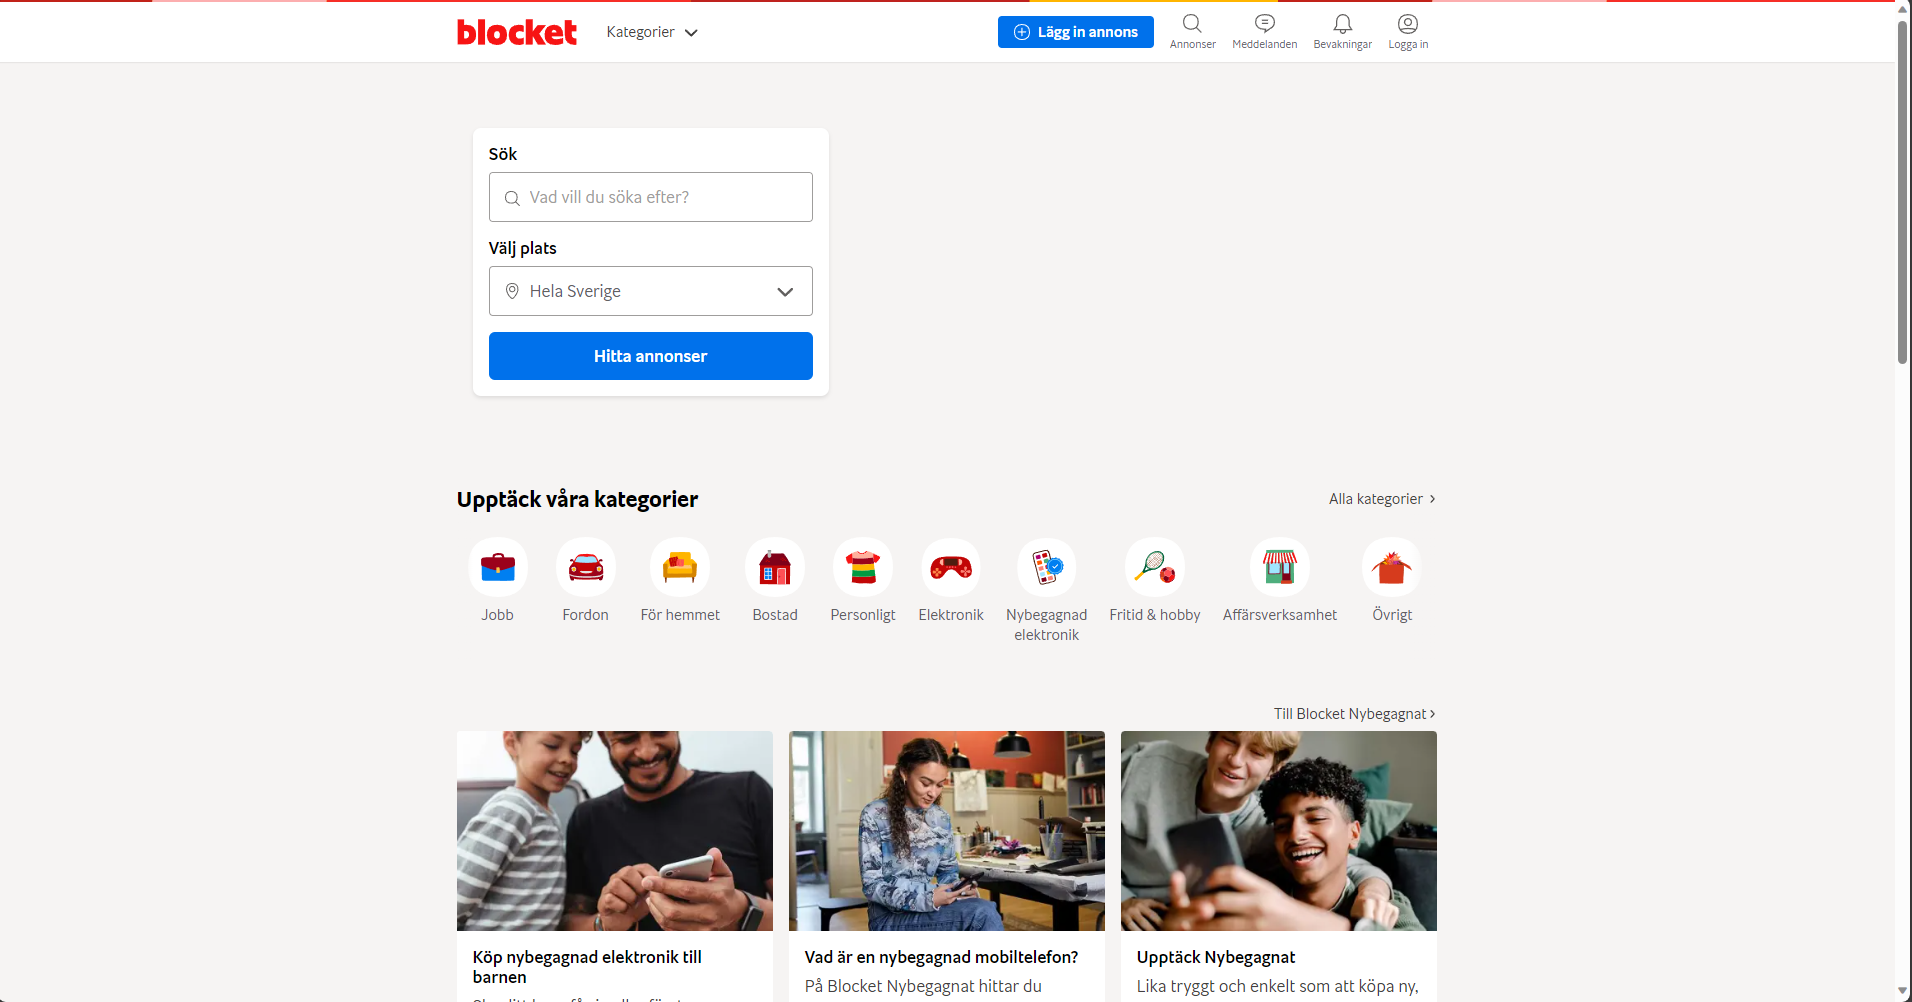 blocket
Kategorier
Lägg in annons
Annonser
Meddelanden
Bevakningar
Logga in
Sök
Vad vill du söka efter?
Välj plats
Hela Sverige
Hitta annonser
Upptäck våra kategorier
Alla kategorier
Jobb
Fordon
För hemmet
Bostad
Personligt
Elektronik
Nybegagnad
elektronik
Fritid & hobby
Affärsverksamhet
Övrigt
Till Blocket Nybegagnat
Köp nybegagnad elektronik till
barnen
Vad är en nybegagnad mobiltelefon?
På Blocket Nybegagnat hittar du
Upptäck Nybegagnat
Lika tryggt och enkelt som att köpa ny,